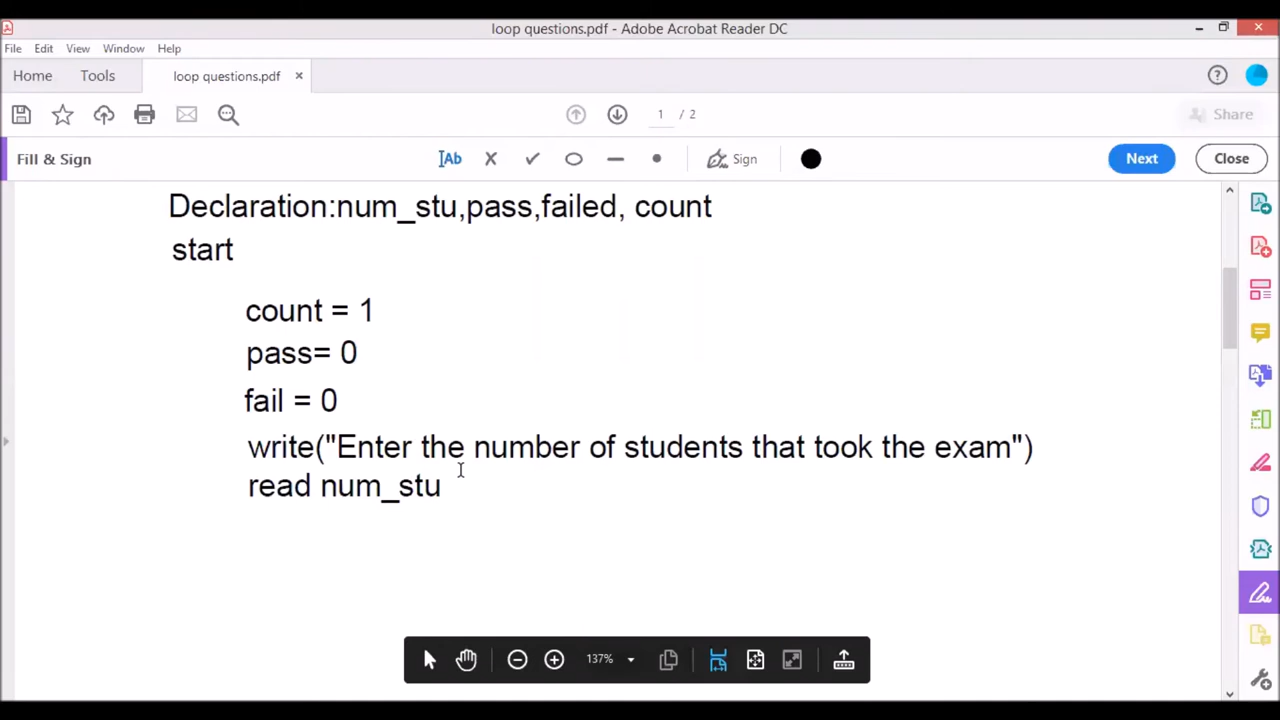 loop questions.pdf - Adobe Acrobat Reader DC
File Edit View Window Help
Home Tools loop questions.pdf ×
1 / 2 Share
Fill & Sign Ab Sign Next Close
Declaration:num_stu,pass,failed, count
start
count = 1
pass= 0
fail = 0
write("Enter the number of students that took the exam")
read num_stu
137%